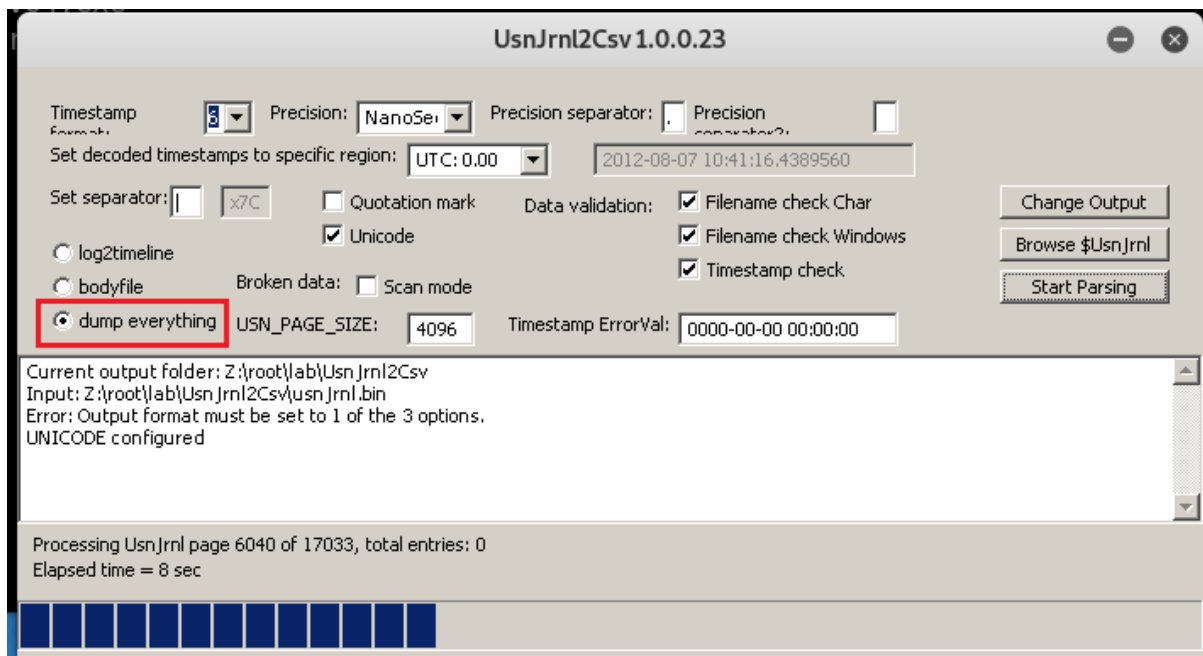 UsnJrnl2Csv 1.0.0.23
Timestamp format: 6 Precision: NanoSe Precision separator: . Precision separator2:
Set decoded timestamps to specific region: UTC: 0.00 2012-08-07 10:41:16.4389560
Set separator: | x7C Quotation mark Data validation: Filename check Char Change Output
Unicode Filename check Windows Browse $UsnJrnl
log2timeline
Timestamp check
bodyfile Broken data: Scan mode Start Parsing
dump everything USN_PAGE_SIZE: 4096 Timestamp ErrorVal: 0000-00-00 00:00:00
Current output folder: Z:\root\lab\UsnJrnl2Csv
Input: Z:\root\lab\UsnJrnl2Csv\usnJrnl.bin
Error: Output format must be set to 1 of the 3 options.
UNICODE configured
Processing UsnJrnl page 6040 of 17033, total entries: 0
Elapsed time = 8 sec